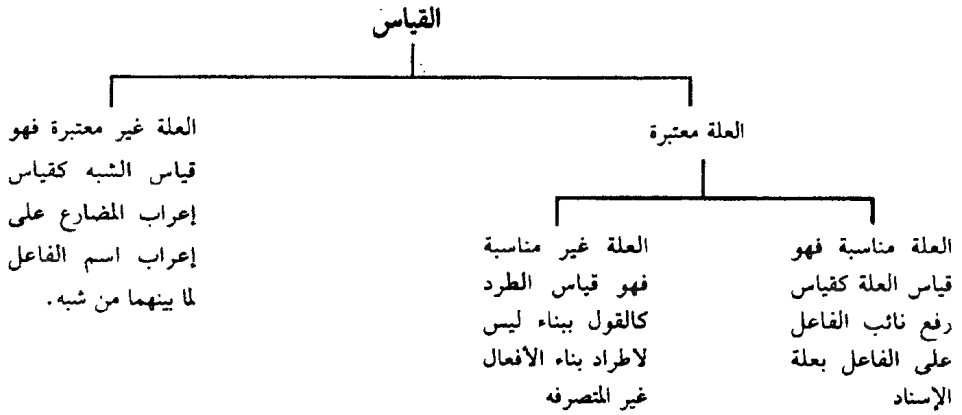 القياس
العلة معتبرة
العلة مناسبة فهو
قياس العلة كقياس
رفع نائب الفاعل
على الفاعل بعلة
الإسناد
العلة غير مناسبة
فهو قياس الطرد
كالقول ببناء ليس
لاطراد بناء الأفعال
غير المتصرفه
العلة غير معتبرة فهو
قياس الشبه كقياس
إعراب المضارع على
إعراب اسم الفاعل
لما بينهما من شبه.